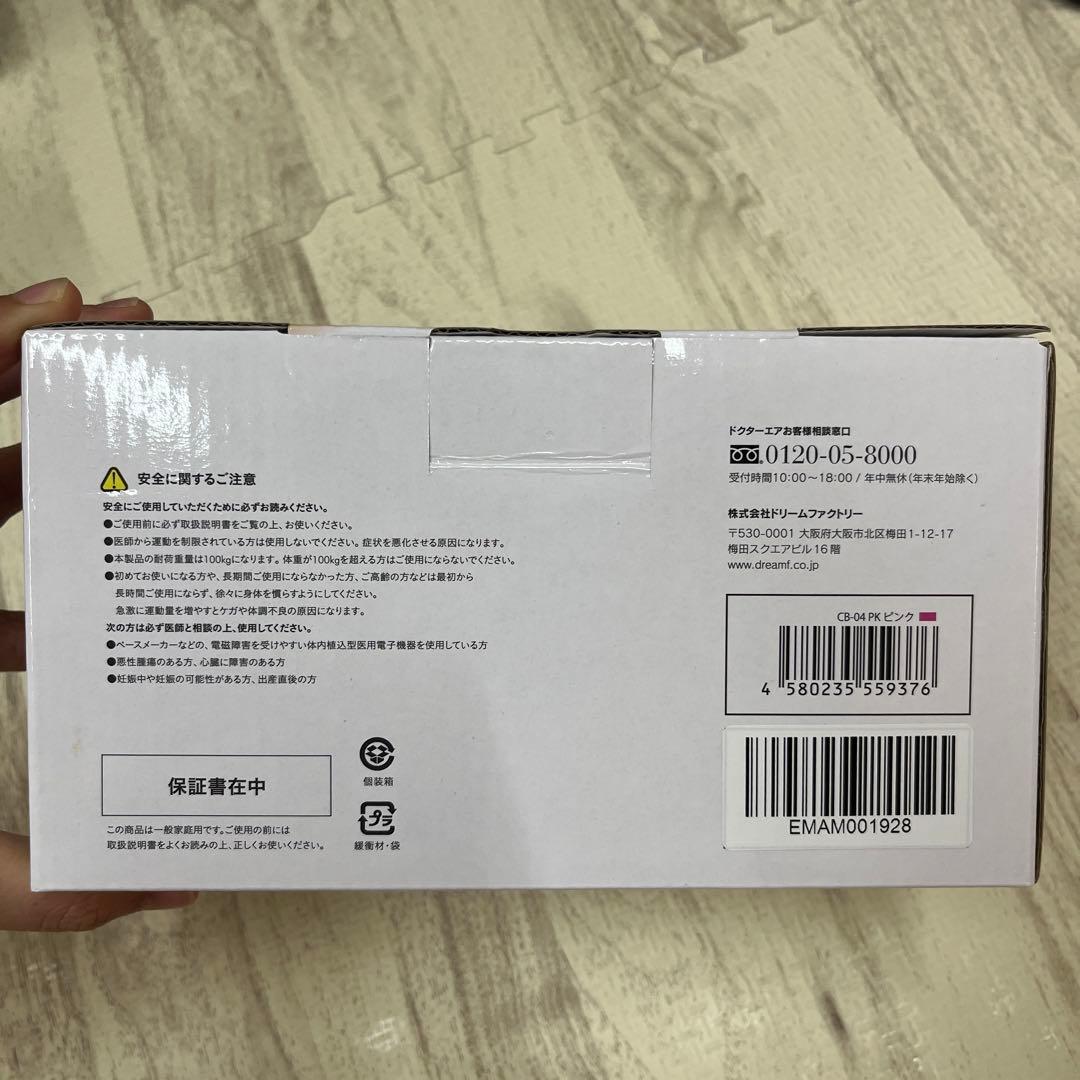 安全に関するご注意
安全にご使用していただくために必ずお読みください。
●ご使用前に必ず取扱説明書をご覧の上、お使いください。
●医師から運動を制限されている方は使用しないでください。症状を悪化させる原因になります。
●本製品の耐荷重量は100kgになります。体重が100kgを超える方はご使用にならないでください。
●初めてお使いになる方や、長期間ご使用にならなかった方、ご高齢の方などは最初から
長時間ご使用にならず、徐々に身体を慣らすようにしてください。
急激に運動量を増やすとケガや体調不良の原因になります。
次の方は必ず医師と相談の上、使用してください。
●ペースメーカーなどの、電磁障害を受けやすい体内植込型医用電子機器を使用している方
●悪性腫瘍のある方、心臓に障害のある方
●妊娠中や妊娠の可能性がある方、出産直後の方
保証書在中
この商品は一般家庭用です。ご使用の前には
取扱説明書をよくお読みの上、正しくお使いください。
個装箱
プラ
緩衝材・袋
ドクターエアお客様相談窓口
0120-05-8000
受付時間10:00〜18:00 / 年中無休(年末年始除く)
株式会社ドリームファクトリー
〒530-0001 大阪府大阪市北区梅田1-12-17
梅田スクエアビル16階
www.dreamf.co.jp
CB-04 PK ピンク
4 580235 559376
EMAM001928